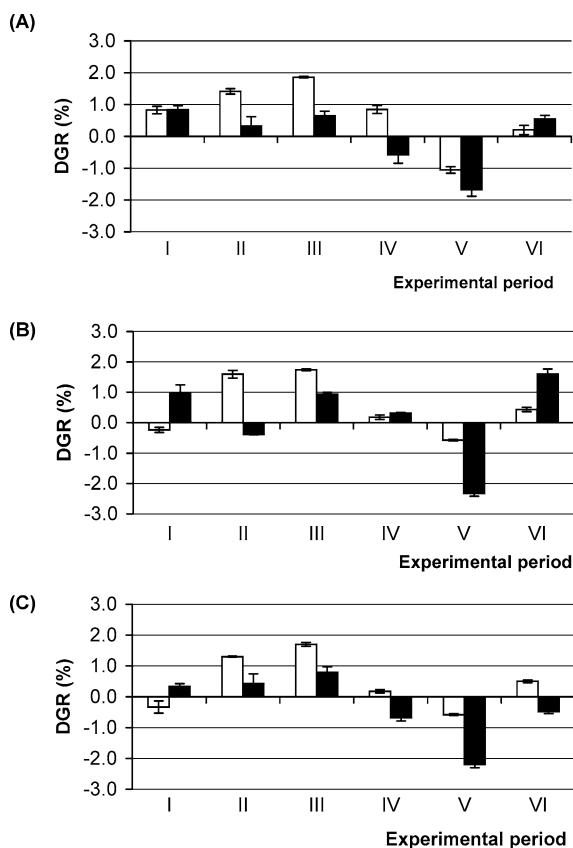 (A)
3.0
2.0
1.0
0.0
-1.0
-2.0
-3.0
DGR (%)
I II III IV V VI
Experimental period
(B)
3.0
2.0
1.0
0.0
-1.0
-2.0
-3.0
DGR (%)
I II III IV V VI
Experimental period
(C)
3.0
2.0
1.0
0.0
-1.0
-2.0
-3.0
DGR (%)
I II III IV V VI
Experimental period